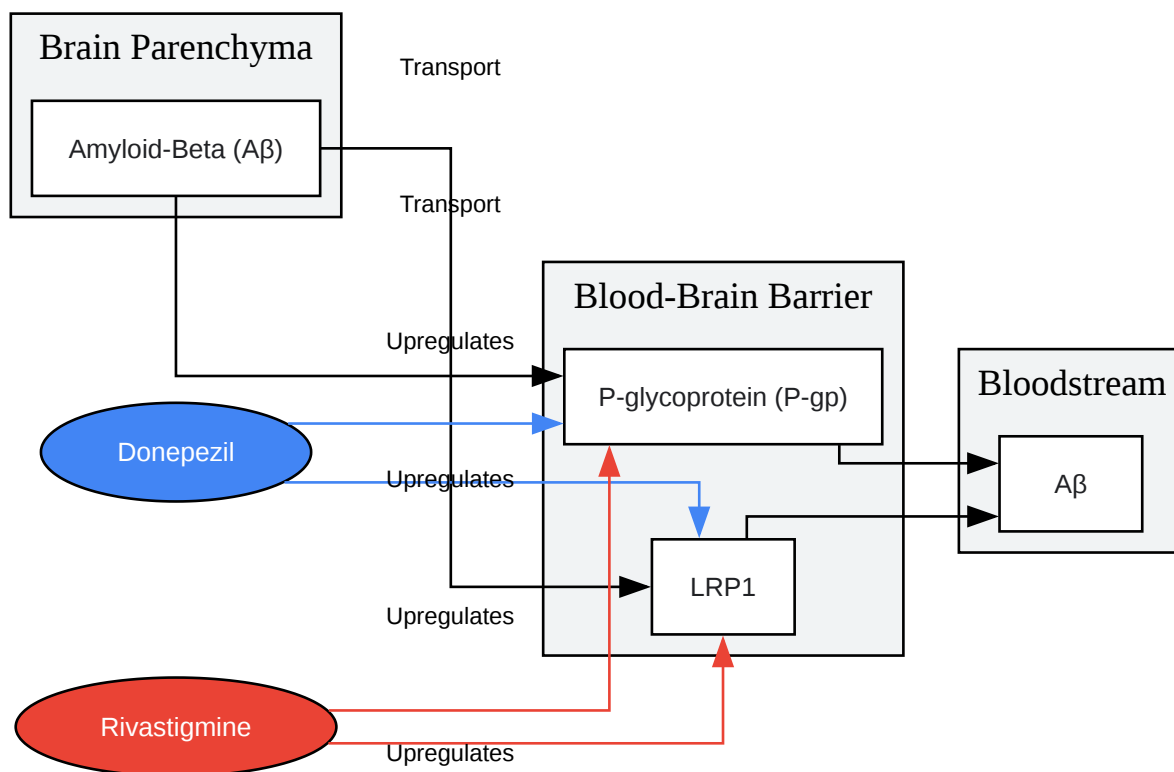 Brain Parenchyma
Transport
Amyloid-Beta (Aβ)
Transport
Blood-Brain Barrier
Upregulates
P-glycoprotein (P-gp)
Bloodstream
Donepezil
Upregulates
Aβ
LRP1
Upregulates
Rivastigmine
Upregulates